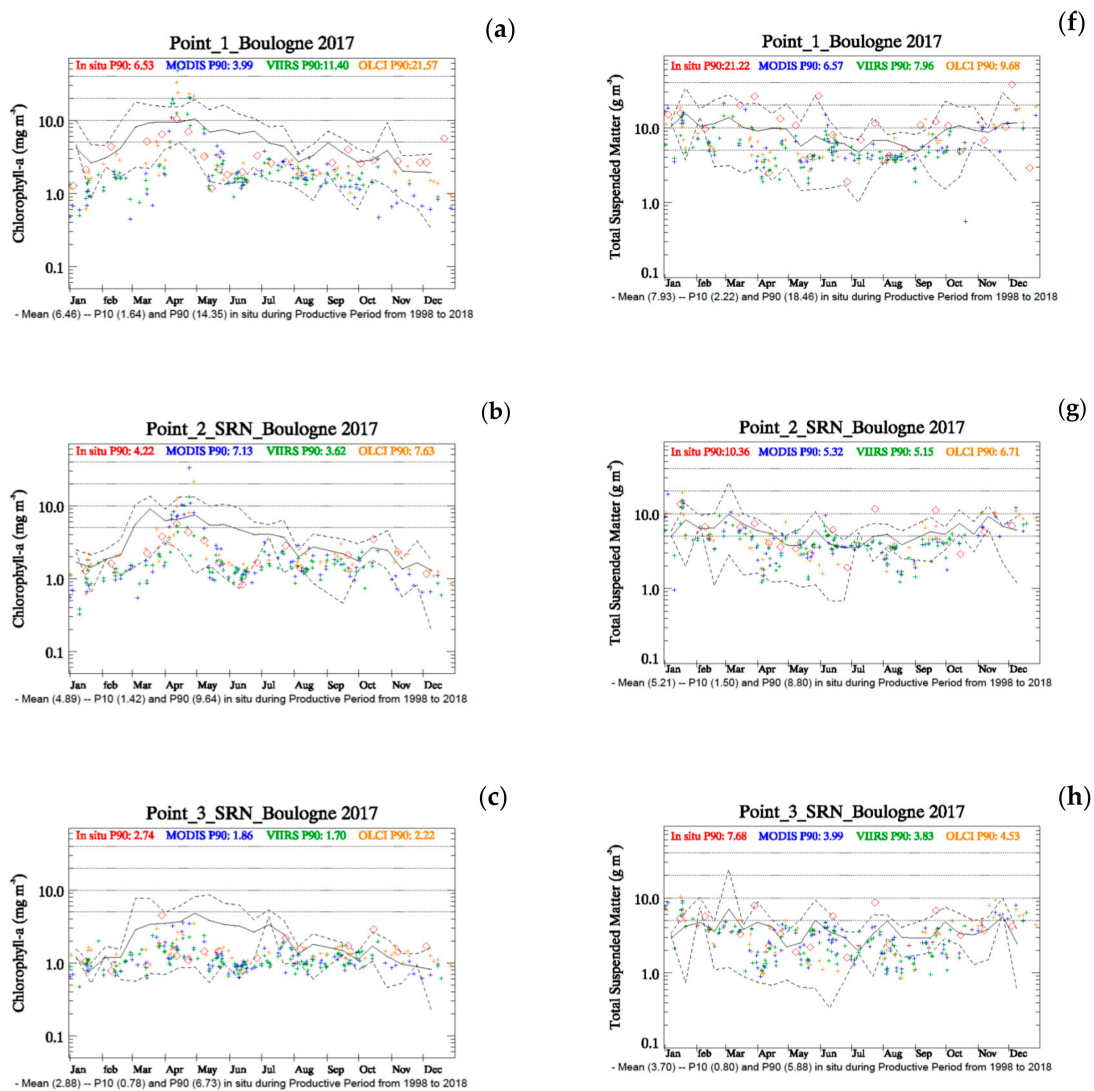 (a)
Point_1_Boulogne 2017
In situ P90: 6.53 MODIS P90: 3.99 VIIRS P90:11.40 OLCI P90:21.57
Chlorophyll-a (mg m⁻³)
10.0
1.0
0.1
Jan feb Mar Apr May Jun Jul Aug Sep Oct Nov Dec
- Mean (6.46) -- P10 (1.64) and P90 (14.35) in situ during Productive Period from 1998 to 2018
(f)
Point_1_Boulogne 2017
In situ P90:21.22 MODIS P90: 6.57 VIIRS P90: 7.96 OLCI P90: 9.68
Total Suspended Matter (g m⁻³)
10.0
1.0
0.1
Jan feb Mar Apr May Jun Jul Aug Sep Oct Nov Dec
- Mean (7.93) -- P10 (2.22) and P90 (18.46) in situ during Productive Period from 1998 to 2018
(b)
Point_2_SRN_Boulogne 2017
In situ P90: 4.22 MODIS P90: 7.13 VIIRS P90: 3.62 OLCI P90: 7.63
Chlorophyll-a (mg m⁻³)
10.0
1.0
0.1
Jan feb Mar Apr May Jun Jul Aug Sep Oct Nov Dec
- Mean (4.89) -- P10 (1.42) and P90 (9.64) in situ during Productive Period from 1998 to 2018
(g)
Point_2_SRN_Boulogne 2017
In situ P90:10.36 MODIS P90: 5.32 VIIRS P90: 5.15 OLCI P90: 6.71
Total Suspended Matter (g m⁻³)
10.0
1.0
0.1
Jan feb Mar Apr May Jun Jul Aug Sep Oct Nov Dec
- Mean (5.21) -- P10 (1.50) and P90 (8.80) in situ during Productive Period from 1998 to 2018
(c)
Point_3_SRN_Boulogne 2017
In situ P90: 2.74 MODIS P90: 1.86 VIIRS P90: 1.70 OLCI P90: 2.22
Chlorophyll-a (mg m⁻³)
10.0
1.0
0.1
Jan feb Mar Apr May Jun Jul Aug Sep Oct Nov Dec
- Mean (2.88) -- P10 (0.78) and P90 (6.73) in situ during Productive Period from 1998 to 2018
(h)
Point_3_SRN_Boulogne 2017
In situ P90: 7.68 MODIS P90: 3.99 VIIRS P90: 3.83 OLCI P90: 4.53
Total Suspended Matter (g m⁻³)
10.0
1.0
0.1
Jan feb Mar Apr May Jun Jul Aug Sep Oct Nov Dec
- Mean (3.70) -- P10 (0.80) and P90 (5.88) in situ during Productive Period from 1998 to 2018